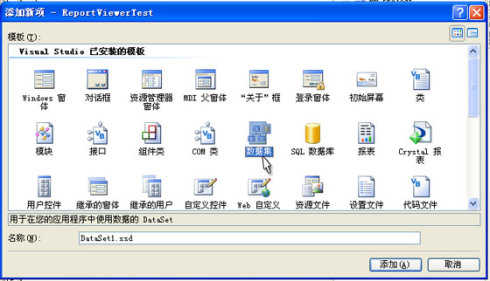 添加新项 - ReportViewerTest
模板(T):
Visual Studio 已安装的模板
Windows 窗体
对话框
资源管理器窗体
MDI 父窗体
“关于”框
登录窗体
初始屏幕
类
模块
接口
组件类
COM 类
数据集
SQL 数据库
报表
Crystal 报表
用户控件
继承的窗体
继承的用户
自定义控件
Web 自定义
资源文件
设置文件
代码文件
用于在您的应用程序中使用数据的 DataSet
名称(N):
DataSet1.xsd
添加(A)
取消